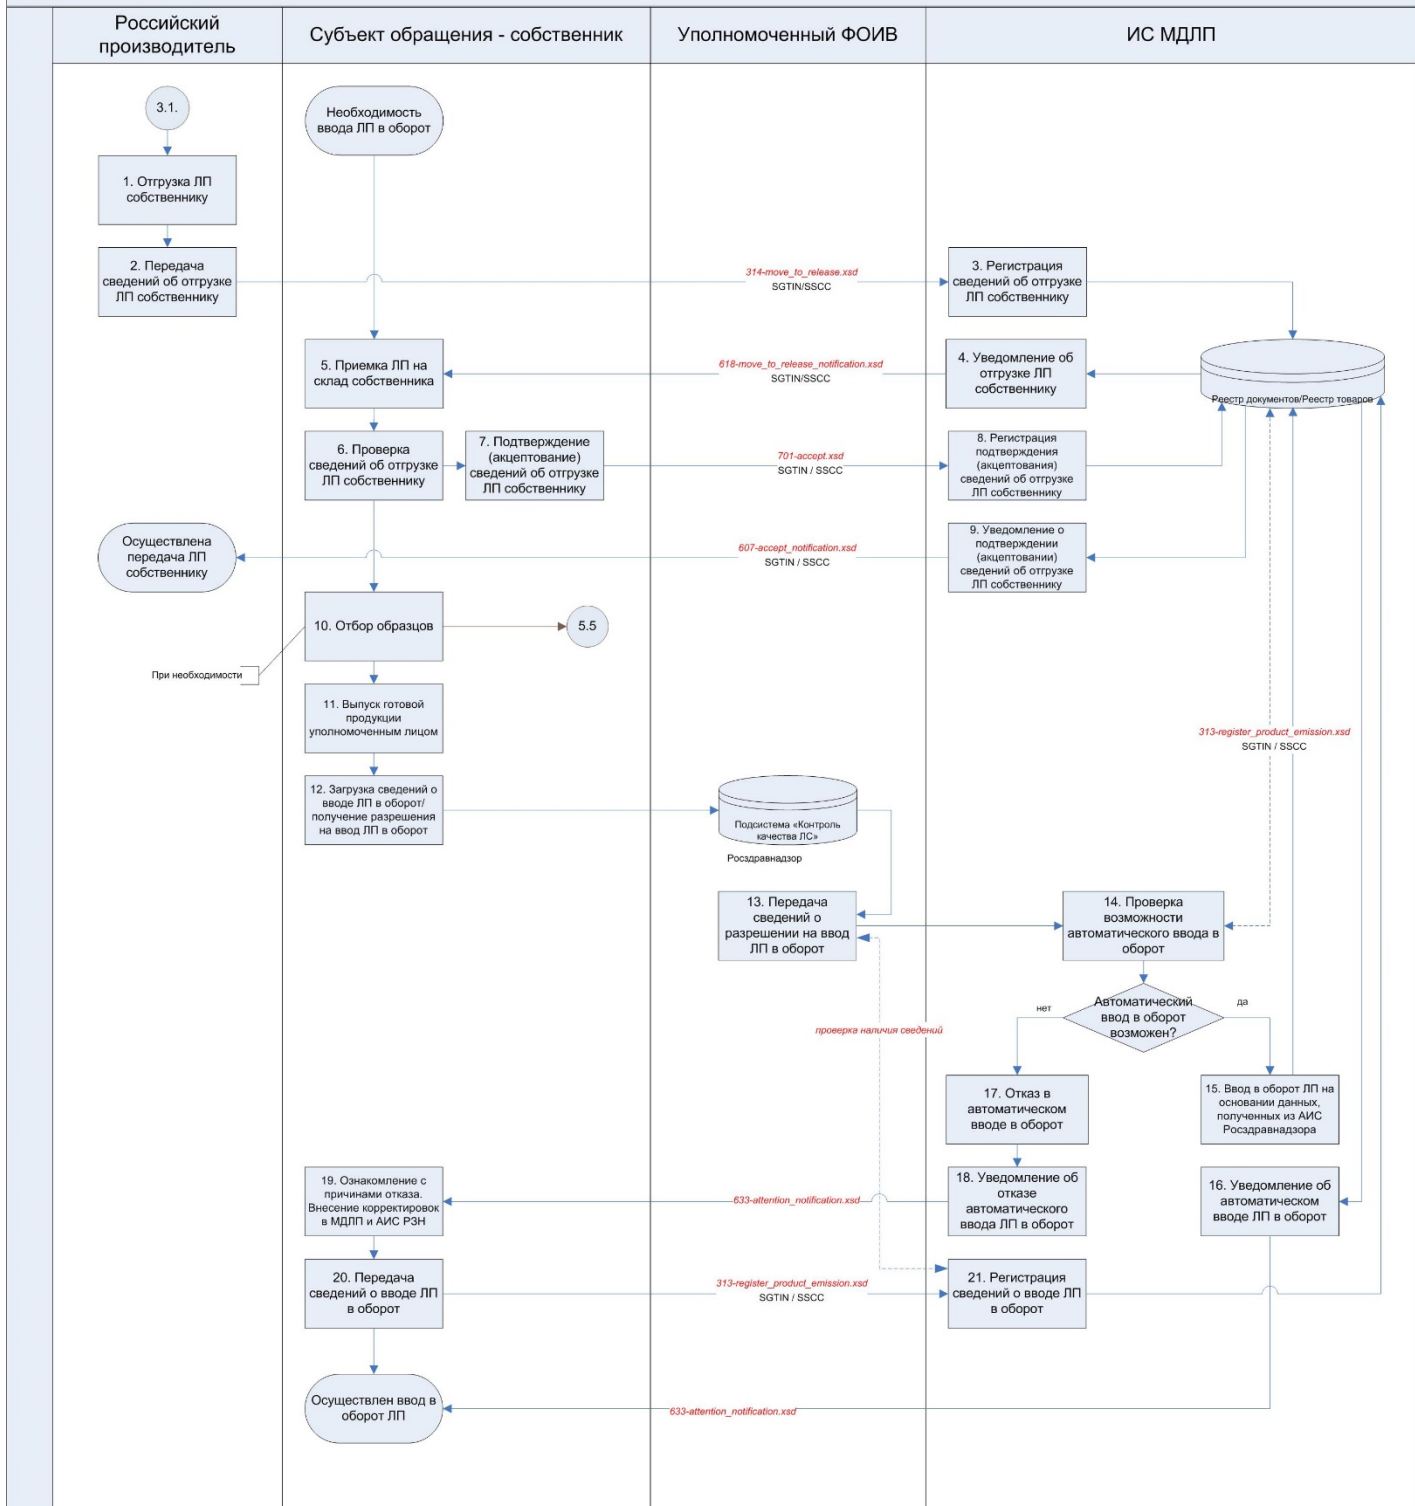 Российский
производитель
Субъект обращения - собственник
Уполномоченный ФОИВ
ИС МДЛП
3.1.
Необходимость
ввода ЛП в оборот
1. Отгрузка ЛП
собственнику
2. Передача
сведений об отгрузке
ЛП собственнику
314-move_to_release.xsd
SGTIN/SSCC
3. Регистрация
сведений об отгрузке
ЛП собственнику
5. Приемка ЛП на
склад собственника
618-move_to_release_notification.xsd
SGTIN/SSCC
4. Уведомление об
отгрузке ЛП
собственнику
Реестр документов/Реестр товаров
6. Проверка
сведений об отгрузке
ЛП собственнику
7. Подтверждение
(акцептование)
сведений об отгрузке
ЛП собственнику
701-accept.xsd
SGTIN / SSCC
8. Регистрация
подтверждения
(акцептования)
сведений об отгрузке
ЛП собственнику
Осуществлена
передача ЛП
собственнику
607-accept_notification.xsd
SGTIN / SSCC
9. Уведомление о
подтверждении
(акцептовании)
сведений об отгрузке
ЛП собственнику
10. Отбор образцов
5.5
При необходимости
11. Выпуск готовой
продукции
уполномоченным лицом
313-register_product_emission.xsd
SGTIN / SSCC
12. Загрузка сведений о
вводе ЛП в оборот/
получение разрешения
на ввод ЛП в оборот
Подсистема «Контроль
качества ЛС»
Росздравнадзор
13. Передача
сведений о
разрешении на ввод
ЛП в оборот
14. Проверка
возможности
автоматического ввода в
оборот
Автоматический
ввод в оборот
возможен?
нет
да
проверка наличия сведений
17. Отказ в
автоматическом
вводе в оборот
15. Ввод в оборот ЛП на
основании данных,
полученных из АИС
Росздравнадзора
19. Ознакомление с
причинами отказа.
Внесение корректировок
в МДЛП и АИС РЗН
633-attention_notification.xsd
18. Уведомление об
отказе
автоматического
ввода ЛП в оборот
16. Уведомление об
автоматическом
вводе ЛП в оборот
20. Передача
сведений о вводе ЛП
в оборот
313-register_product_emission.xsd
SGTIN / SSCC
21. Регистрация
сведений о вводе ЛП
в оборот
Осуществлен ввод в
оборот ЛП
633-attention_notification.xsd